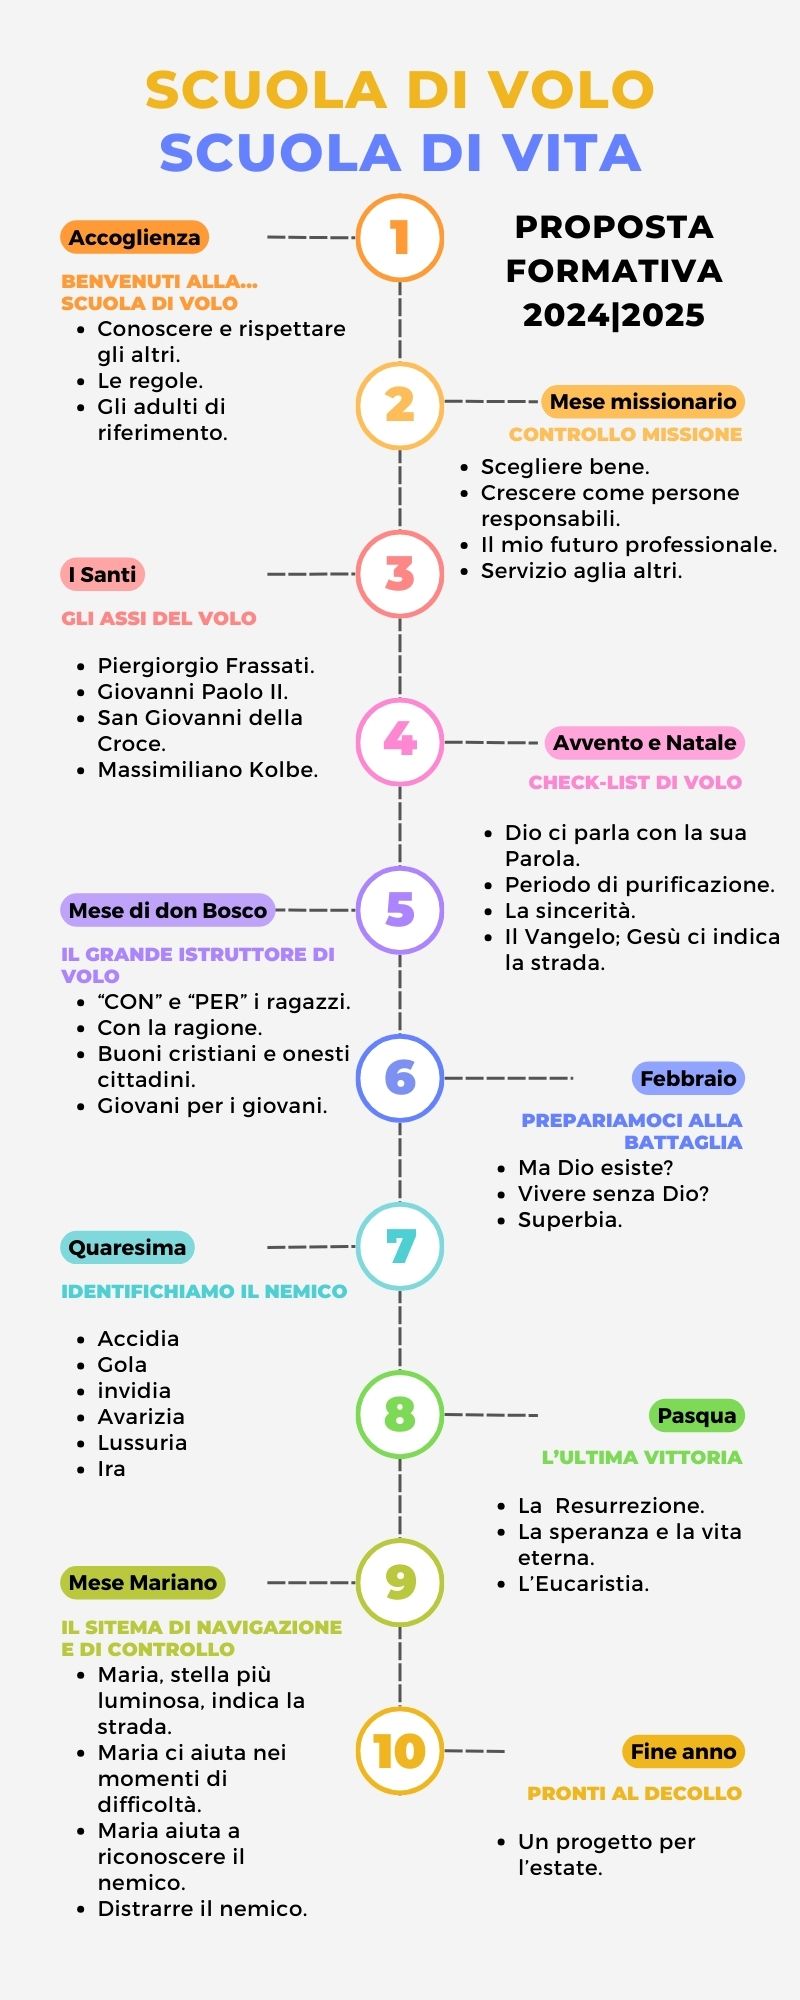 SCUOLA DI VOLO
SCUOLA DI VITA
PROPOSTA
FORMATIVA
2024|2025
1
Accoglienza
BENVENUTI ALLA...
SCUOLA DI VOLO
• Conoscere e rispettare
gli altri.
• Le regole.
• Gli adulti di
riferimento.
2
Mese missionario
CONTROLLO MISSIONE
• Scegliere bene.
• Crescere come persone
responsabili.
• Il mio futuro professionale.
• Servizio aglia altri.
3
I Santi
GLI ASSI DEL VOLO
• Piergiorgio Frassati.
• Giovanni Paolo II.
• San Giovanni della
Croce.
• Massimiliano Kolbe.
4
Avvento e Natale
CHECK-LIST DI VOLO
• Dio ci parla con la sua
Parola.
• Periodo di purificazione.
• La sincerità.
• Il Vangelo; Gesù ci indica
la strada.
5
Mese di don Bosco
IL GRANDE ISTRUTTORE DI
VOLO
• “CON” e “PER” i ragazzi.
• Con la ragione.
• Buoni cristiani e onesti
cittadini.
• Giovani per i giovani.
6
Febbraio
PREPARIAMOCI ALLA
BATTAGLIA
• Ma Dio esiste?
• Vivere senza Dio?
• Superbia.
7
Quaresima
IDENTIFICHIAMO IL NEMICO
• Accidia
• Gola
• invidia
• Avarizia
• Lussuria
• Ira
8
Pasqua
L’ULTIMA VITTORIA
• La  Resurrezione.
• La speranza e la vita
eterna.
• L’Eucaristia.
9
Mese Mariano
IL SITEMA DI NAVIGAZIONE
E DI CONTROLLO
• Maria, stella più
luminosa, indica la
strada.
• Maria ci aiuta nei
momenti di
difficoltà.
• Maria aiuta a
riconoscere il
nemico.
• Distrarre il nemico.
10
Fine anno
PRONTI AL DECOLLO
• Un progetto per
l’estate.